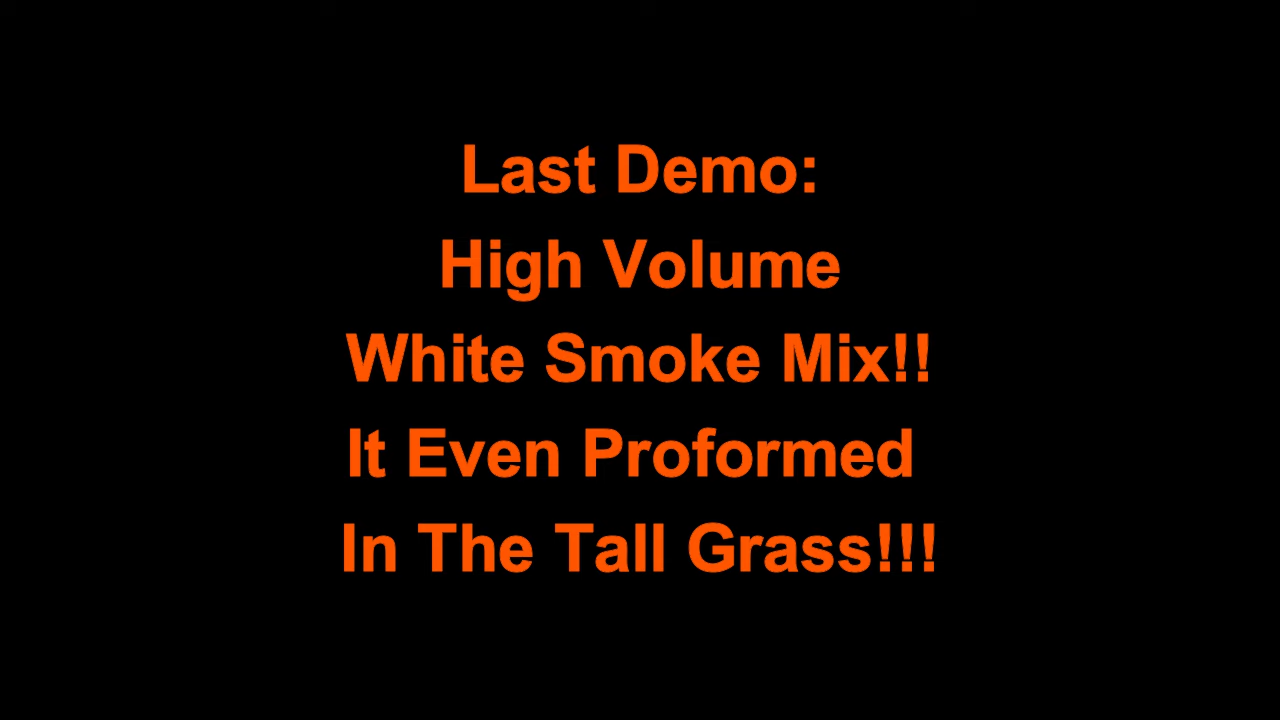 Last Demo:
High Volume
White Smoke Mix!!
It Even Proformed
In The Tall Grass!!!